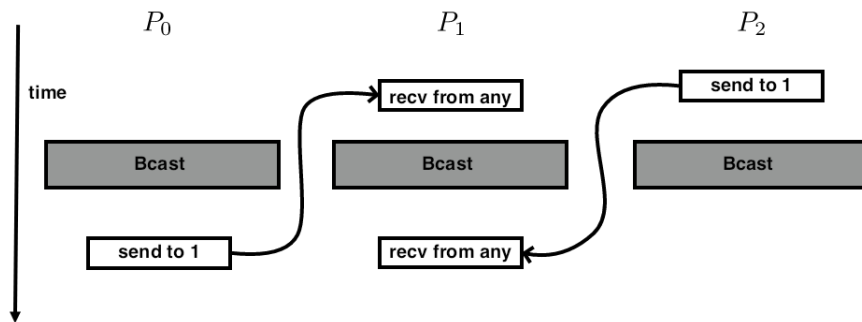 P₀ P₁ P₂
time
recv from any
send to 1
Bcast Bcast Bcast
send to 1
recv from any